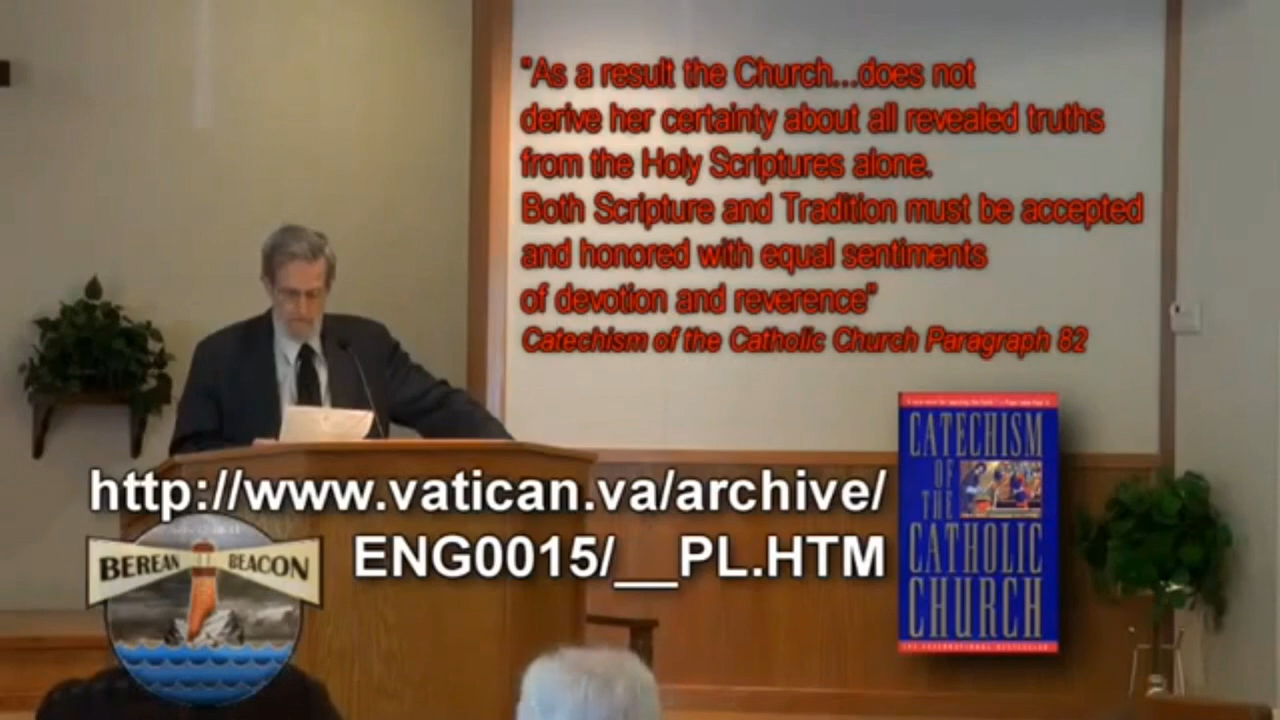 "As a result the Church...does not
derive her certainty about all revealed truths
from the Holy Scriptures alone.
Both Scripture and Tradition must be accepted
and honored with equal sentiments
of devotion and reverence"
Catechism of the Catholic Church Paragraph 82
http://www.vatican.va/archive/
ENG0015/__PL.HTM
BEREAN BEACON
CATECHISM
OF
THE
CATHOLIC
CHURCH